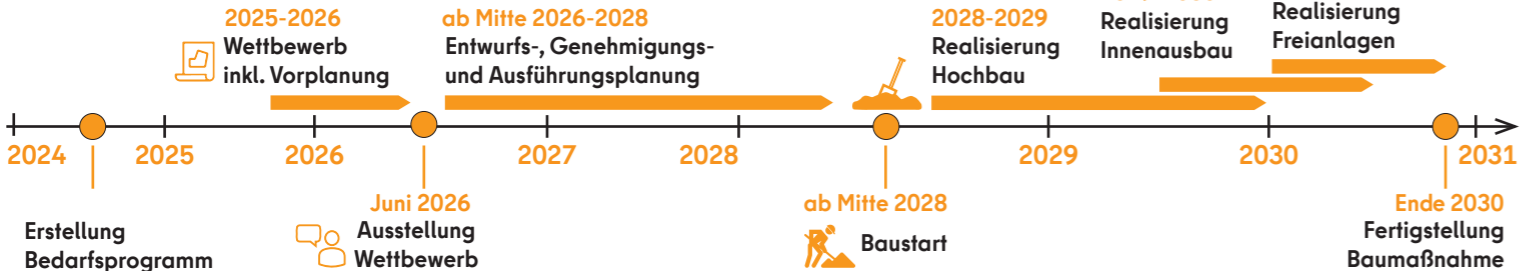 2025-2026
Wettbewerb
inkl. Vorplanung
ab Mitte 2026-2028
Entwurfs-, Genehmigungs-
und Ausführungsplanung
2028-2029
Realisierung
Hochbau
Realisierung
Innenausbau
Realisierung
Freianlagen
2024
2025
2026
2027
2028
2029
2030
2031
Erstellung
Bedarfsprogramm
Juni 2026
Ausstellung
Wettbewerb
ab Mitte 2028
Baustart
Ende 2030
Fertigstellung
Baumaßnahme